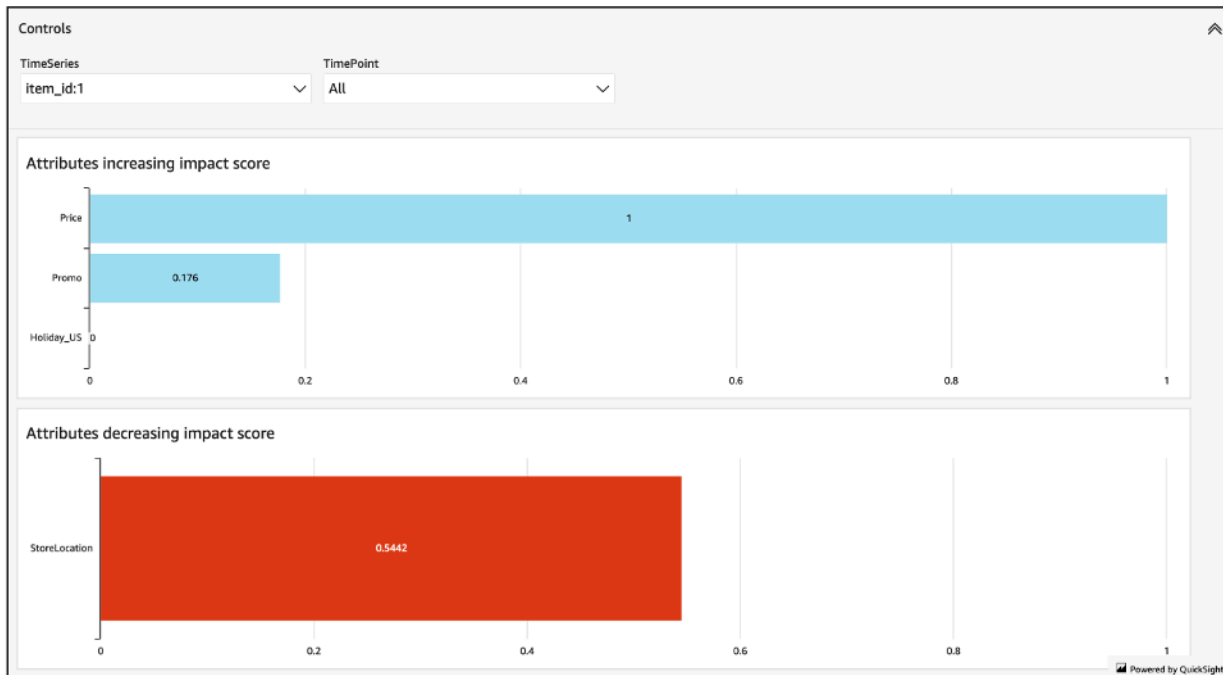 Controls
TimeSeries TimePoint
item_id:1 All
Attributes increasing impact score
Price 1
Promo 0.176
Holiday_US 0
0 0.2 0.4 0.6 0.8 1
Attributes decreasing impact score
StoreLocation 0.5442
0 0.2 0.4 0.6 0.8 1
Powered by QuickSight